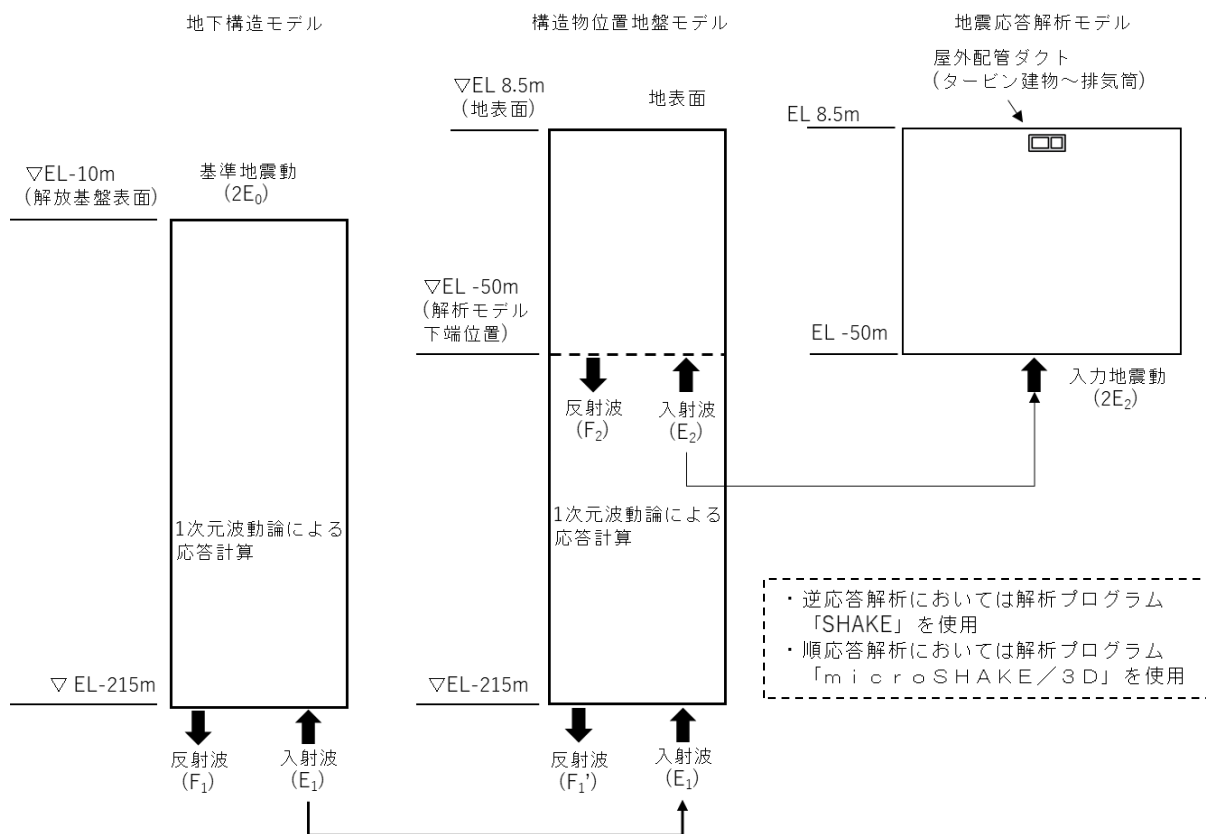 地下構造モデル
▽EL-10m
(解放基盤表面)
基準地震動
(2E₀)
1次元波動論による
応答計算
▽ EL-215m
反射波
(F₁)
入射波
(E₁)
構造物位置地盤モデル
▽EL 8.5m
(地表面)
地表面
▽EL -50m
(解析モデル
下端位置)
反射波
(F₂)
入射波
(E₂)
1次元波動論による
応答計算
▽EL-215m
反射波
(F₁')
入射波
(E₁)
地震応答解析モデル
屋外配管ダクト
(タービン建物～排気筒)
EL 8.5m
EL -50m
入力地震動
(2E₂)
・逆応答解析においては解析プログラム
「SHAKE」を使用
・順応答解析においては解析プログラム
「ｍｉｃｒｏSHAKE／３Ｄ」を使用